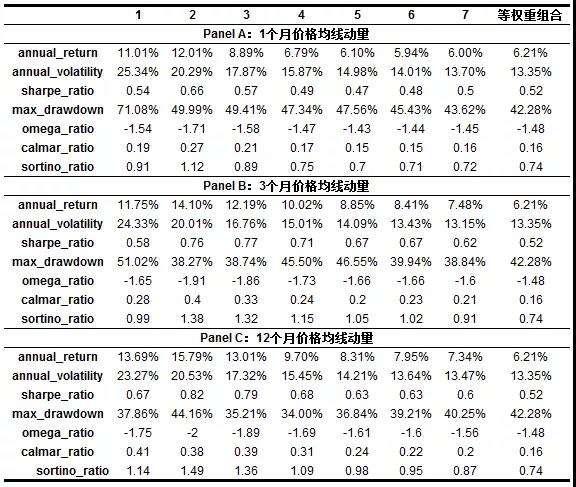 1 2 3 4 5 6 7 等权重组合
Panel A：1个月价格均线动量
annual_return 11.01% 12.01% 8.89% 6.79% 6.10% 5.94% 6.00% 6.21%
annual_volatility 25.34% 20.29% 17.87% 15.87% 14.98% 14.01% 13.70% 13.35%
sharpe_ratio 0.54 0.66 0.57 0.49 0.47 0.48 0.5 0.52
max_drawdown 71.08% 49.99% 49.41% 47.34% 47.56% 45.43% 43.62% 42.28%
omega_ratio -1.54 -1.71 -1.58 -1.47 -1.43 -1.44 -1.45 -1.48
calmar_ratio 0.19 0.27 0.21 0.17 0.15 0.15 0.16 0.16
sortino_ratio 0.91 1.12 0.89 0.75 0.7 0.71 0.72 0.74
Panel B：3个月价格均线动量
annual_return 11.75% 14.10% 12.19% 10.02% 8.85% 8.41% 7.48% 6.21%
annual_volatility 24.33% 20.01% 16.76% 15.01% 14.09% 13.43% 13.15% 13.35%
sharpe_ratio 0.58 0.76 0.77 0.71 0.67 0.67 0.62 0.52
max_drawdown 51.02% 38.27% 38.74% 45.50% 46.55% 39.94% 38.84% 42.28%
omega_ratio -1.65 -1.91 -1.86 -1.73 -1.66 -1.66 -1.6 -1.48
calmar_ratio 0.28 0.4 0.33 0.24 0.2 0.23 0.21 0.16
sortino_ratio 0.99 1.38 1.32 1.15 1.05 1.02 0.91 0.74
Panel C：12个月价格均线动量
annual_return 13.69% 15.79% 13.01% 9.70% 8.31% 7.95% 7.34% 6.21%
annual_volatility 23.27% 20.53% 17.32% 15.45% 14.21% 13.64% 13.47% 13.35%
sharpe_ratio 0.67 0.82 0.79 0.68 0.63 0.63 0.6 0.52
max_drawdown 37.86% 44.16% 35.21% 34.00% 36.84% 39.21% 40.25% 42.28%
omega_ratio -1.75 -2 -1.89 -1.69 -1.61 -1.6 -1.56 -1.48
calmar_ratio 0.41 0.38 0.39 0.31 0.24 0.22 0.2 0.16
sortino_ratio 1.14 1.49 1.36 1.09 0.98 0.95 0.87 0.74